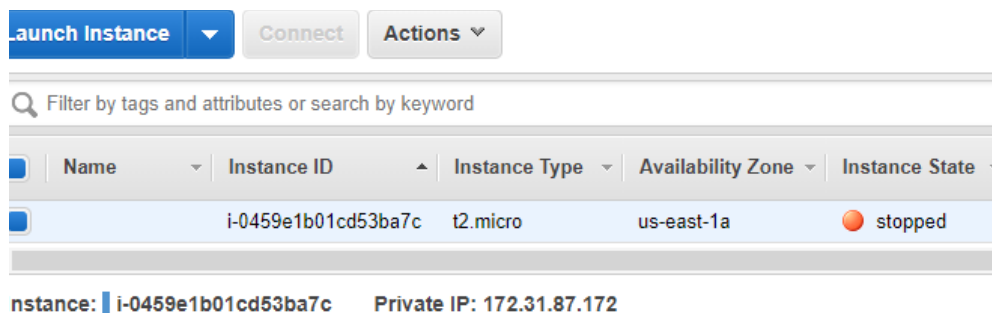 Launch Instance Connect Actions
Filter by tags and attributes or search by keyword
Name Instance ID Instance Type Availability Zone Instance State
i-0459e1b01cd53ba7c t2.micro us-east-1a stopped
nstance: i-0459e1b01cd53ba7c Private IP: 172.31.87.172